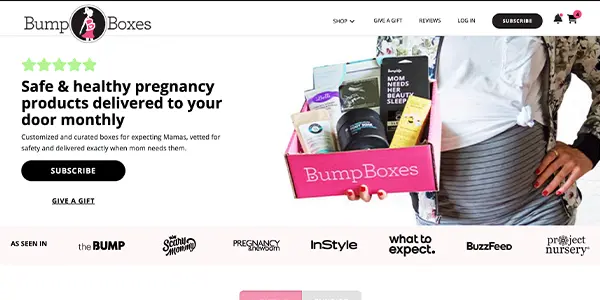 Bump B Boxes
SHOP GIVE A GIFT REVIEWS LOG IN SUBSCRIBE
Safe & healthy pregnancy
products delivered to your
door monthly
Customized and curated boxes for expecting Mamas, vetted for
safety and delivered exactly when mom needs them.
SUBSCRIBE
GIVE A GIFT
MOM
NEEDS
HER
BEAUTY
SLEEP
BumpBoxes
AS SEEN IN
the BUMP
Scary Mommy
PREGNANCY
&newborn
InStyle
what to
expect.
BuzzFeed
project
nursery